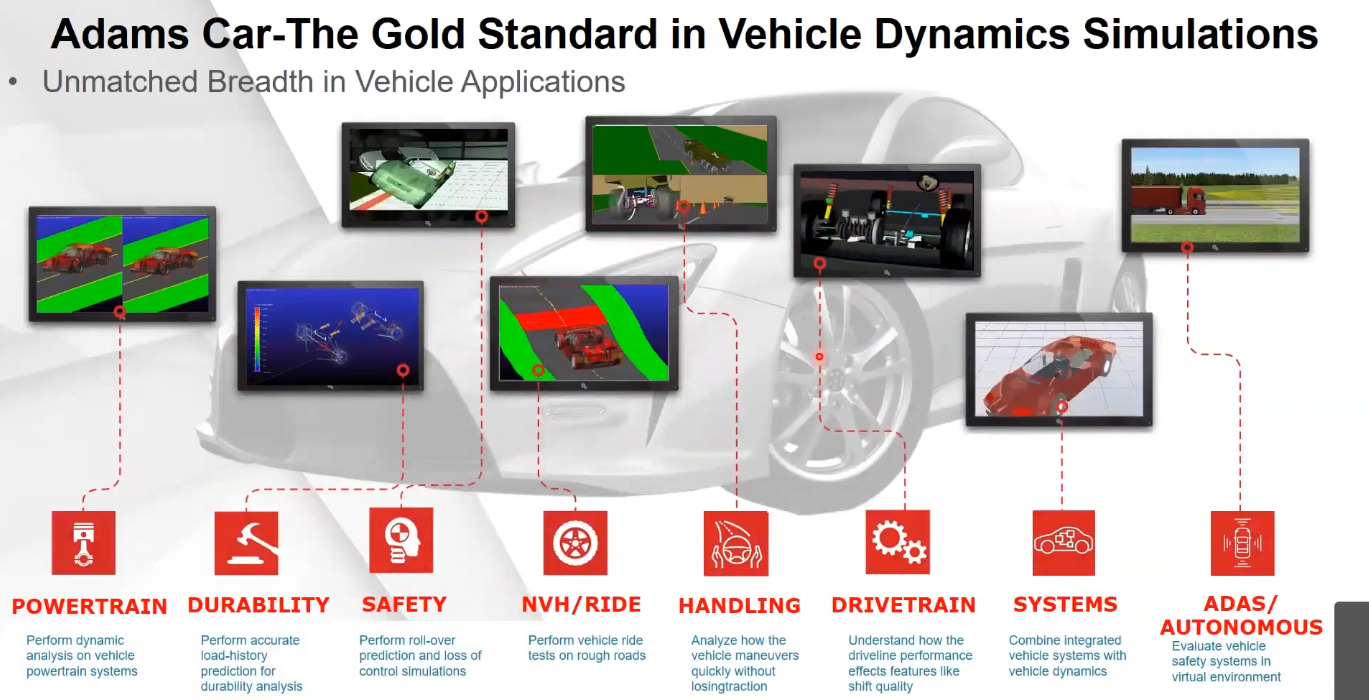 Adams Car-The Gold Standard in Vehicle Dynamics Simulations
• Unmatched Breadth in Vehicle Applications
POWERTRAIN
Perform dynamic
analysis on vehicle
powertrain systems
DURABILITY
Perform accurate
load-history
prediction for
durability analysis
SAFETY
Perform roll-over
prediction and loss of
control simulations
NVH/RIDE
Perform vehicle ride
tests on rough roads
HANDLING
Analyze how the
vehicle maneuvers
quickly without
losingtraction
DRIVETRAIN
Understand how the
driveline performance
effects features like
shift quality
SYSTEMS
Combine integrated
vehicle systems with
vehicle dynamics
ADAS/
AUTONOMOUS
Evaluate vehicle
safety systems in
virtual environment